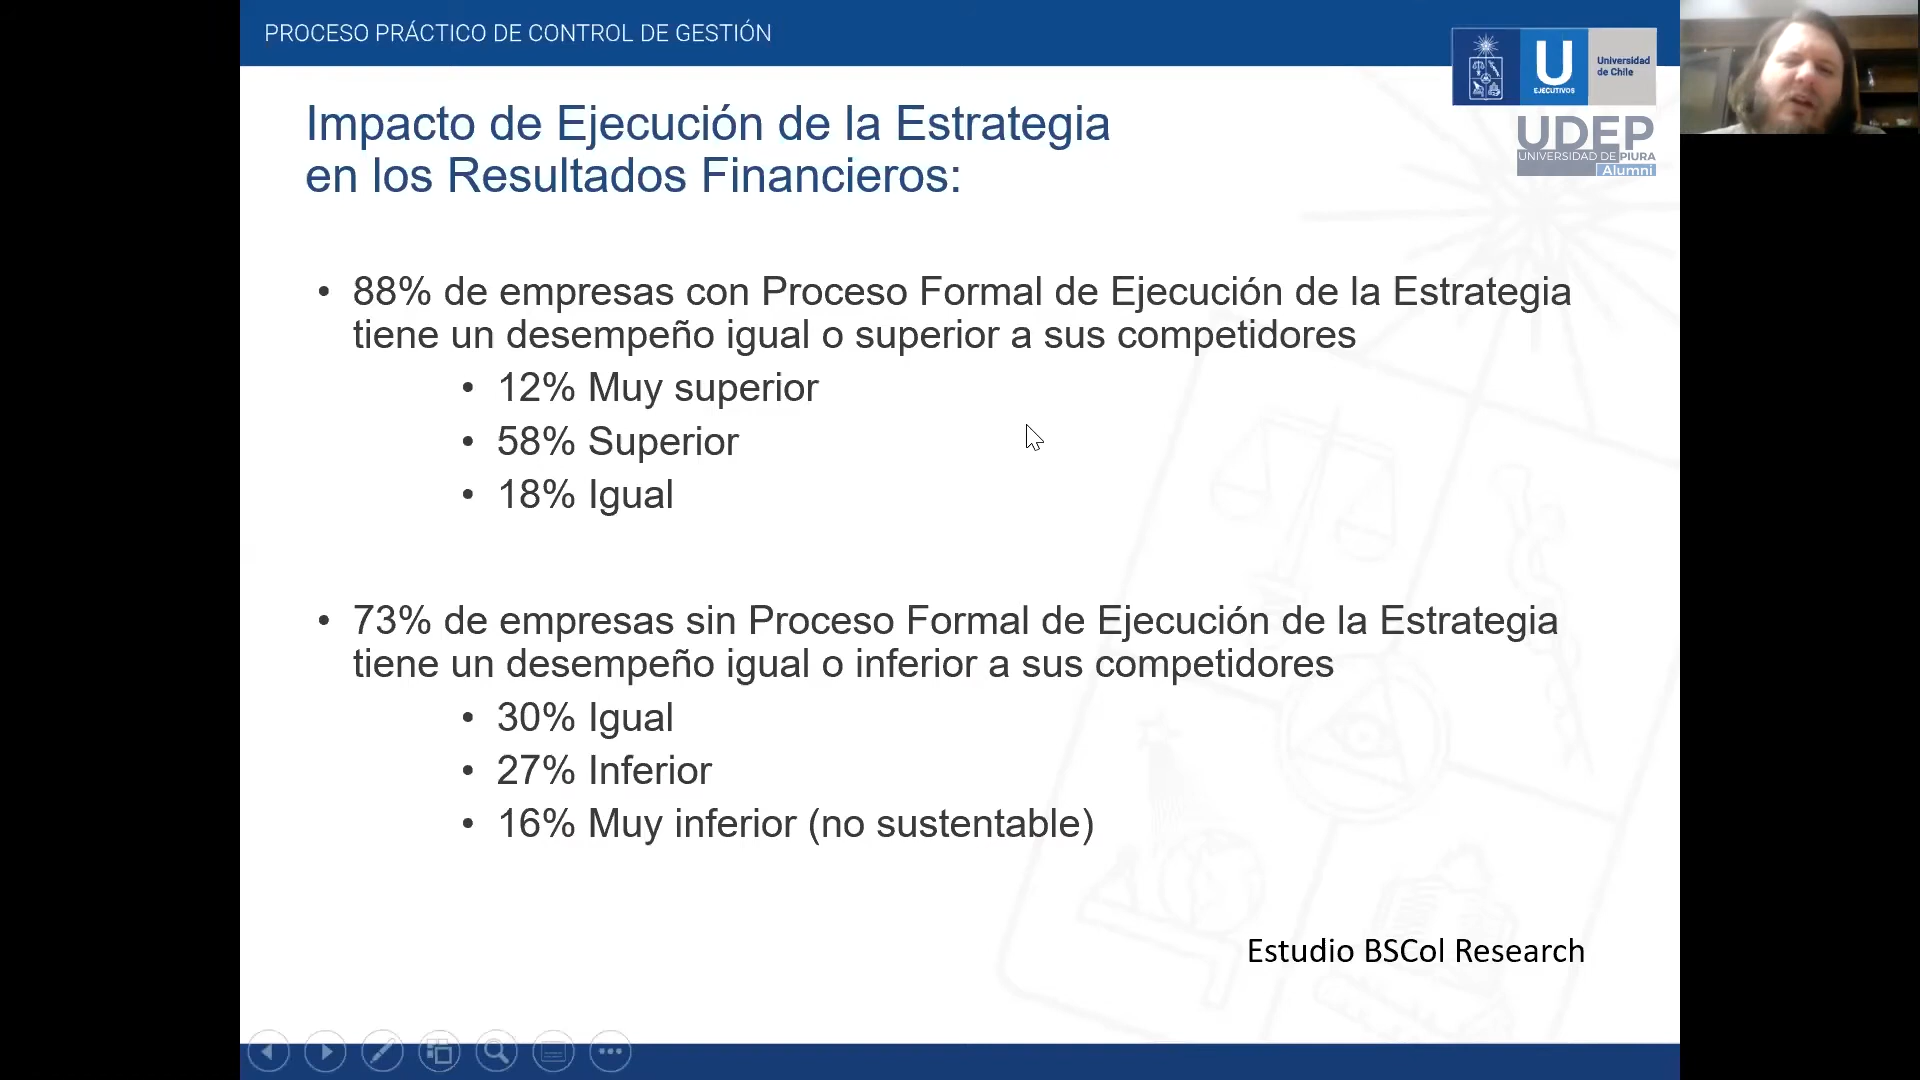 PROCESO PRÁCTICO DE CONTROL DE GESTIÓN
U
EJECUTIVOS
Universidad
de Chile
UDEP
UNIVERSIDAD DE PIURA
Alumni
Impacto de Ejecución de la Estrategia
en los Resultados Financieros:
• 88% de empresas con Proceso Formal de Ejecución de la Estrategia
tiene un desempeño igual o superior a sus competidores
• 12% Muy superior
• 58% Superior
• 18% Igual
• 73% de empresas sin Proceso Formal de Ejecución de la Estrategia
tiene un desempeño igual o inferior a sus competidores
• 30% Igual
• 27% Inferior
• 16% Muy inferior (no sustentable)
Estudio BSCol Research